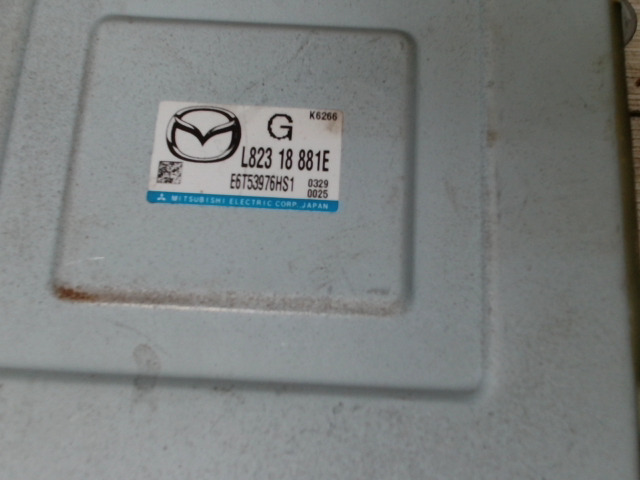 K6266
G
L823 18 881E
E6T53976HS1 0329
0025
MITSUBISHI ELECTRIC CORP. JAPAN